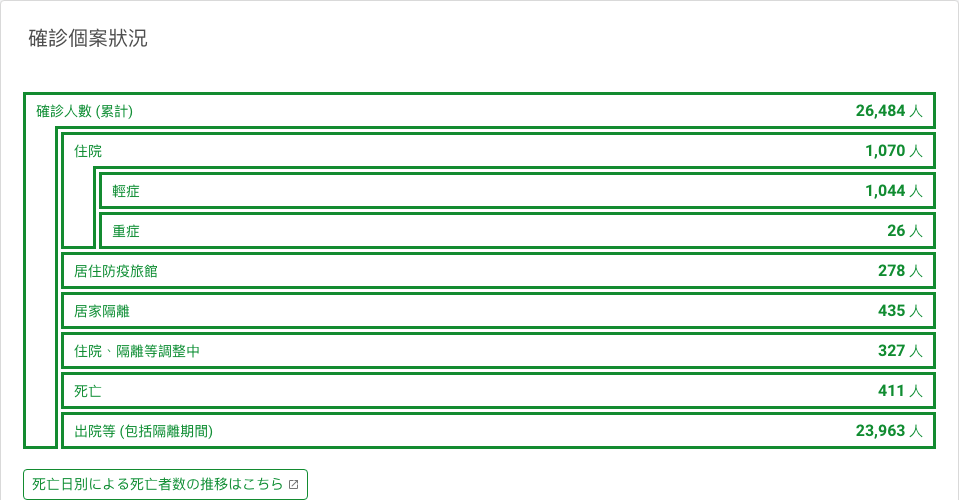 確診個案狀況
確診人數 (累計) 26,484 人
住院 1,070 人
輕症 1,044 人
重症 26 人
居住防疫旅館 278 人
居家隔離 435 人
住院、隔離等調整中 327 人
死亡 411 人
出院等 (包括隔離期間) 23,963 人
死亡日別による死亡者数の推移はこちら